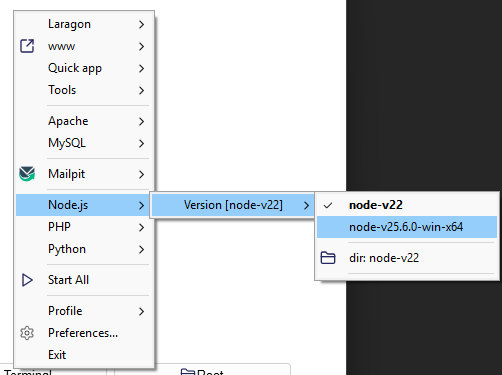 Laragon
www
Quick app
Tools
Apache
MySQL
Mailpit
Node.js
Version [node-v22]
node-v22
node-v25.6.0-win-x64
dir: node-v22
PHP
Python
Start All
Profile
Preferences...
Exit
Terminal
Root